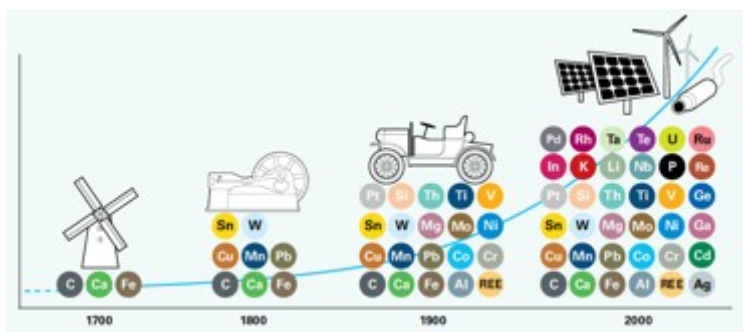 Pd Rh Ta Te U Ru
In K Li Nb P Re
Pt Si Th Ti V Pt Si Th Ti V Ge
Sn W Sn W Mg Mo Ni Sn W Mg Mo Ni Ga
Cu Mn Pb Cu Mn Pb Co Cr Cu Mn Pb Co Cr Cd
C Ca Fe C Ca Fe C Ca Fe Al REE C Ca Fe Al REE Ag
1700 1800 1900 2000